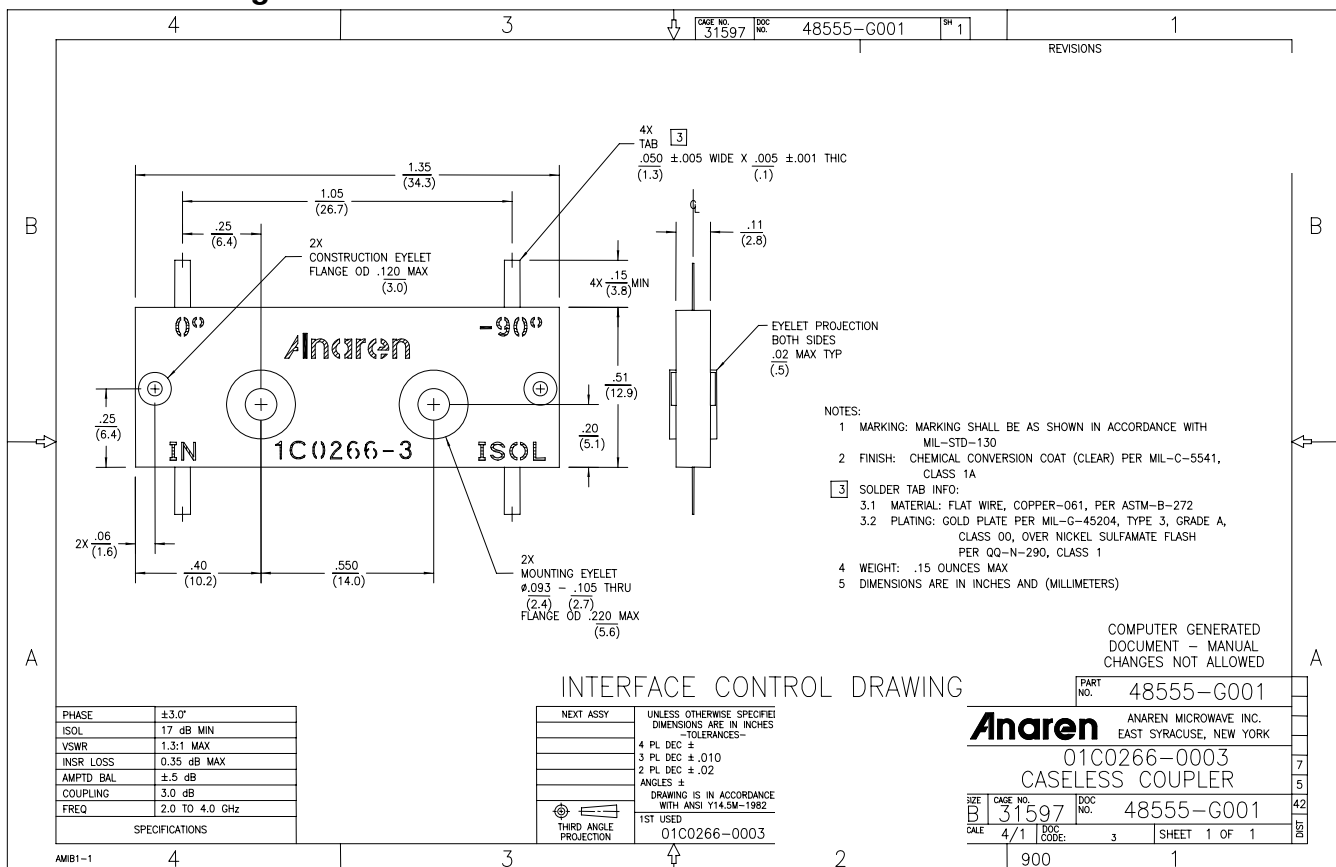 4
3
CAGE NO.
31597
DOC NO.
48555-G001
SH 1
1
REVISIONS
B
B
A
A
4X
TAB 3
.050 ±.005 WIDE X .005 ±.001 THIC
(1.3) (.1)
1.35
(34.3)
1.05
(26.7)
.25
(6.4)
2X
CONSTRUCTION EYELET
FLANGE OD .120 MAX
(3.0)
4X .15 MIN
(3.8)
.11
(2.8)
0°
-90°
Anaren
EYELET PROJECTION
BOTH SIDES
.02 MAX TYP
(.5)
.51
(12.9)
.25
(6.4)
.20
(5.1)
IN
1C0266-3
ISOL
2X .06
(1.6)
.40
(10.2)
.550
(14.0)
2X
MOUNTING EYELET
ø.093 - .105 THRU
(2.4) (2.7)
FLANGE OD .220 MAX
(5.6)
NOTES:
1 MARKING: MARKING SHALL BE AS SHOWN IN ACCORDANCE WITH
MIL-STD-130
2 FINISH: CHEMICAL CONVERSION COAT (CLEAR) PER MIL-C-5541,
CLASS 1A
3 SOLDER TAB INFO:
3.1 MATERIAL: FLAT WIRE, COPPER-061, PER ASTM-B-272
3.2 PLATING: GOLD PLATE PER MIL-G-45204, TYPE 3, GRADE A,
CLASS 00, OVER NICKEL SULFAMATE FLASH
PER QQ-N-290, CLASS 1
4 WEIGHT: .15 OUNCES MAX
5 DIMENSIONS ARE IN INCHES AND (MILLIMETERS)
COMPUTER GENERATED
DOCUMENT - MANUAL
CHANGES NOT ALLOWED
INTERFACE CONTROL DRAWING
PHASE ±3.0°
ISOL 17 dB MIN
VSWR 1.3:1 MAX
INSR LOSS 0.35 dB MAX
AMPTD BAL ±.5 dB
COUPLING 3.0 dB
FREQ 2.0 TO 4.0 GHz
SPECIFICATIONS
NEXT ASSY
THIRD ANGLE
PROJECTION
UNLESS OTHERWISE SPECIFIE
DIMENSIONS ARE IN INCHES
-TOLERANCES-
4 PL DEC ±
3 PL DEC ±.010
2 PL DEC ±.02
ANGLES ±
DRAWING IS IN ACCORDANCE
WITH ANSI Y14.5M-1982
1ST USED
01C0266-0003
PART NO.
48555-G001
Anaren
ANAREN MICROWAVE INC.
EAST SYRACUSE, NEW YORK
01C0266-0003
CASELESS COUPLER
SIZE
B
CAGE NO.
31597
DOC NO.
48555-G001
CALE 4/1
DOC CODE: 3
SHEET 1 OF 1
7
5
42
DIST
AMIB1-1
4
3
2
900
1